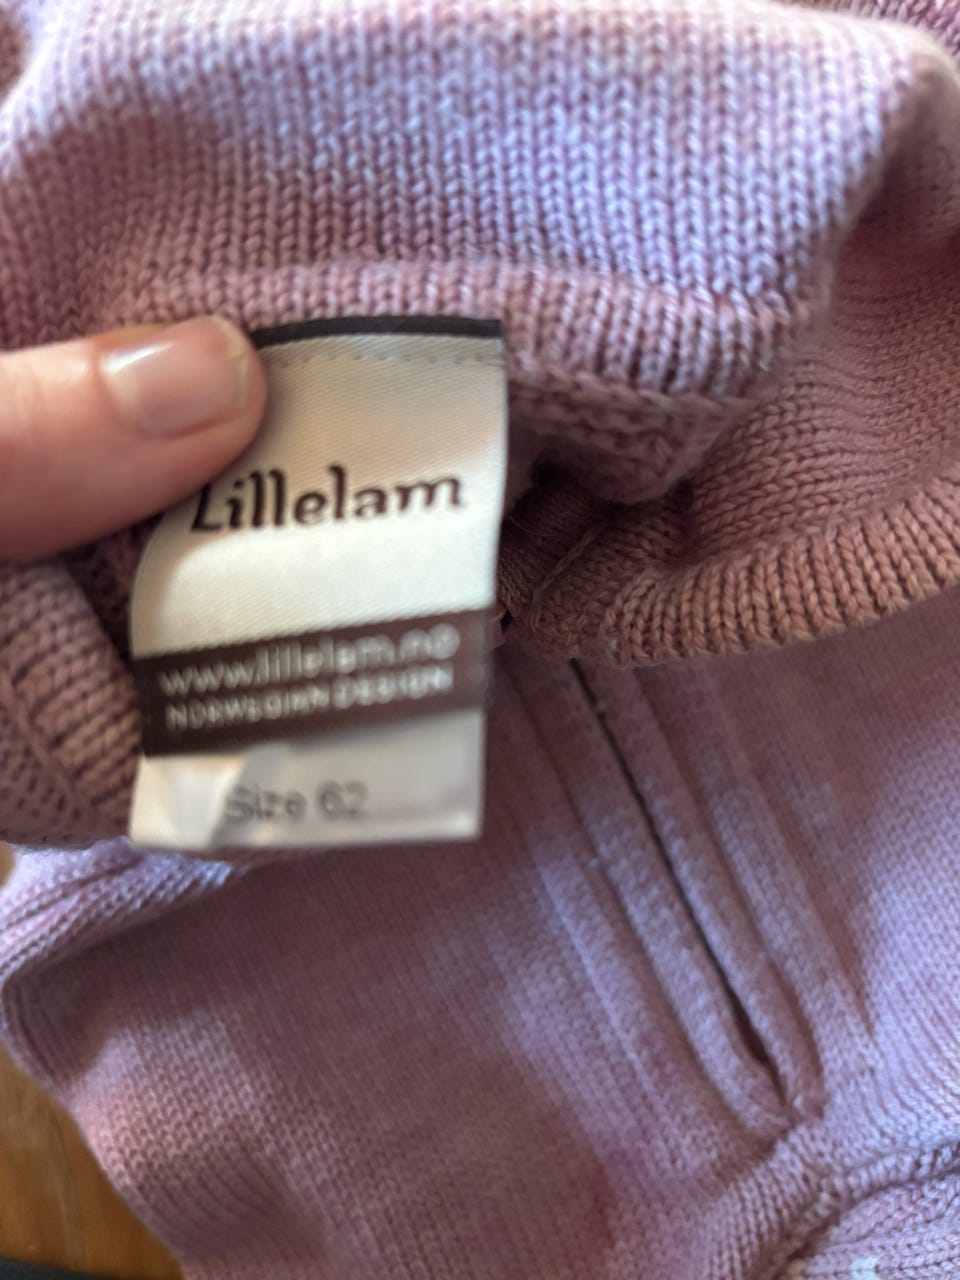 Lillelam
www.lillelam.no
NORWEGIAN DESIGN
Size 62